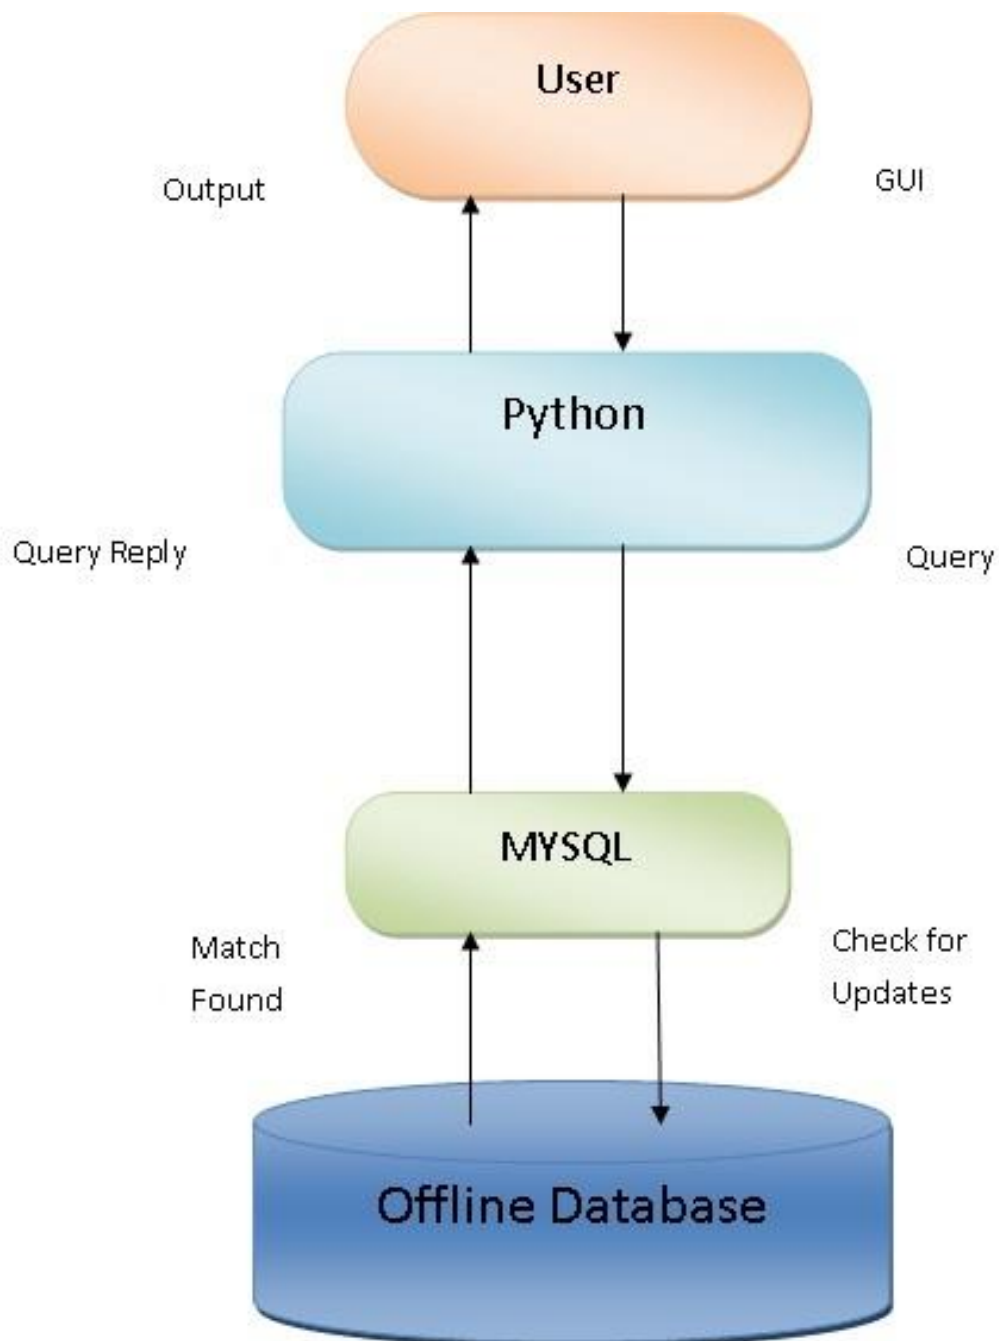 User
Output
GUI
Python
Query Reply
Query
MYSQL
Match
Found
Check for
Updates
Offline Database